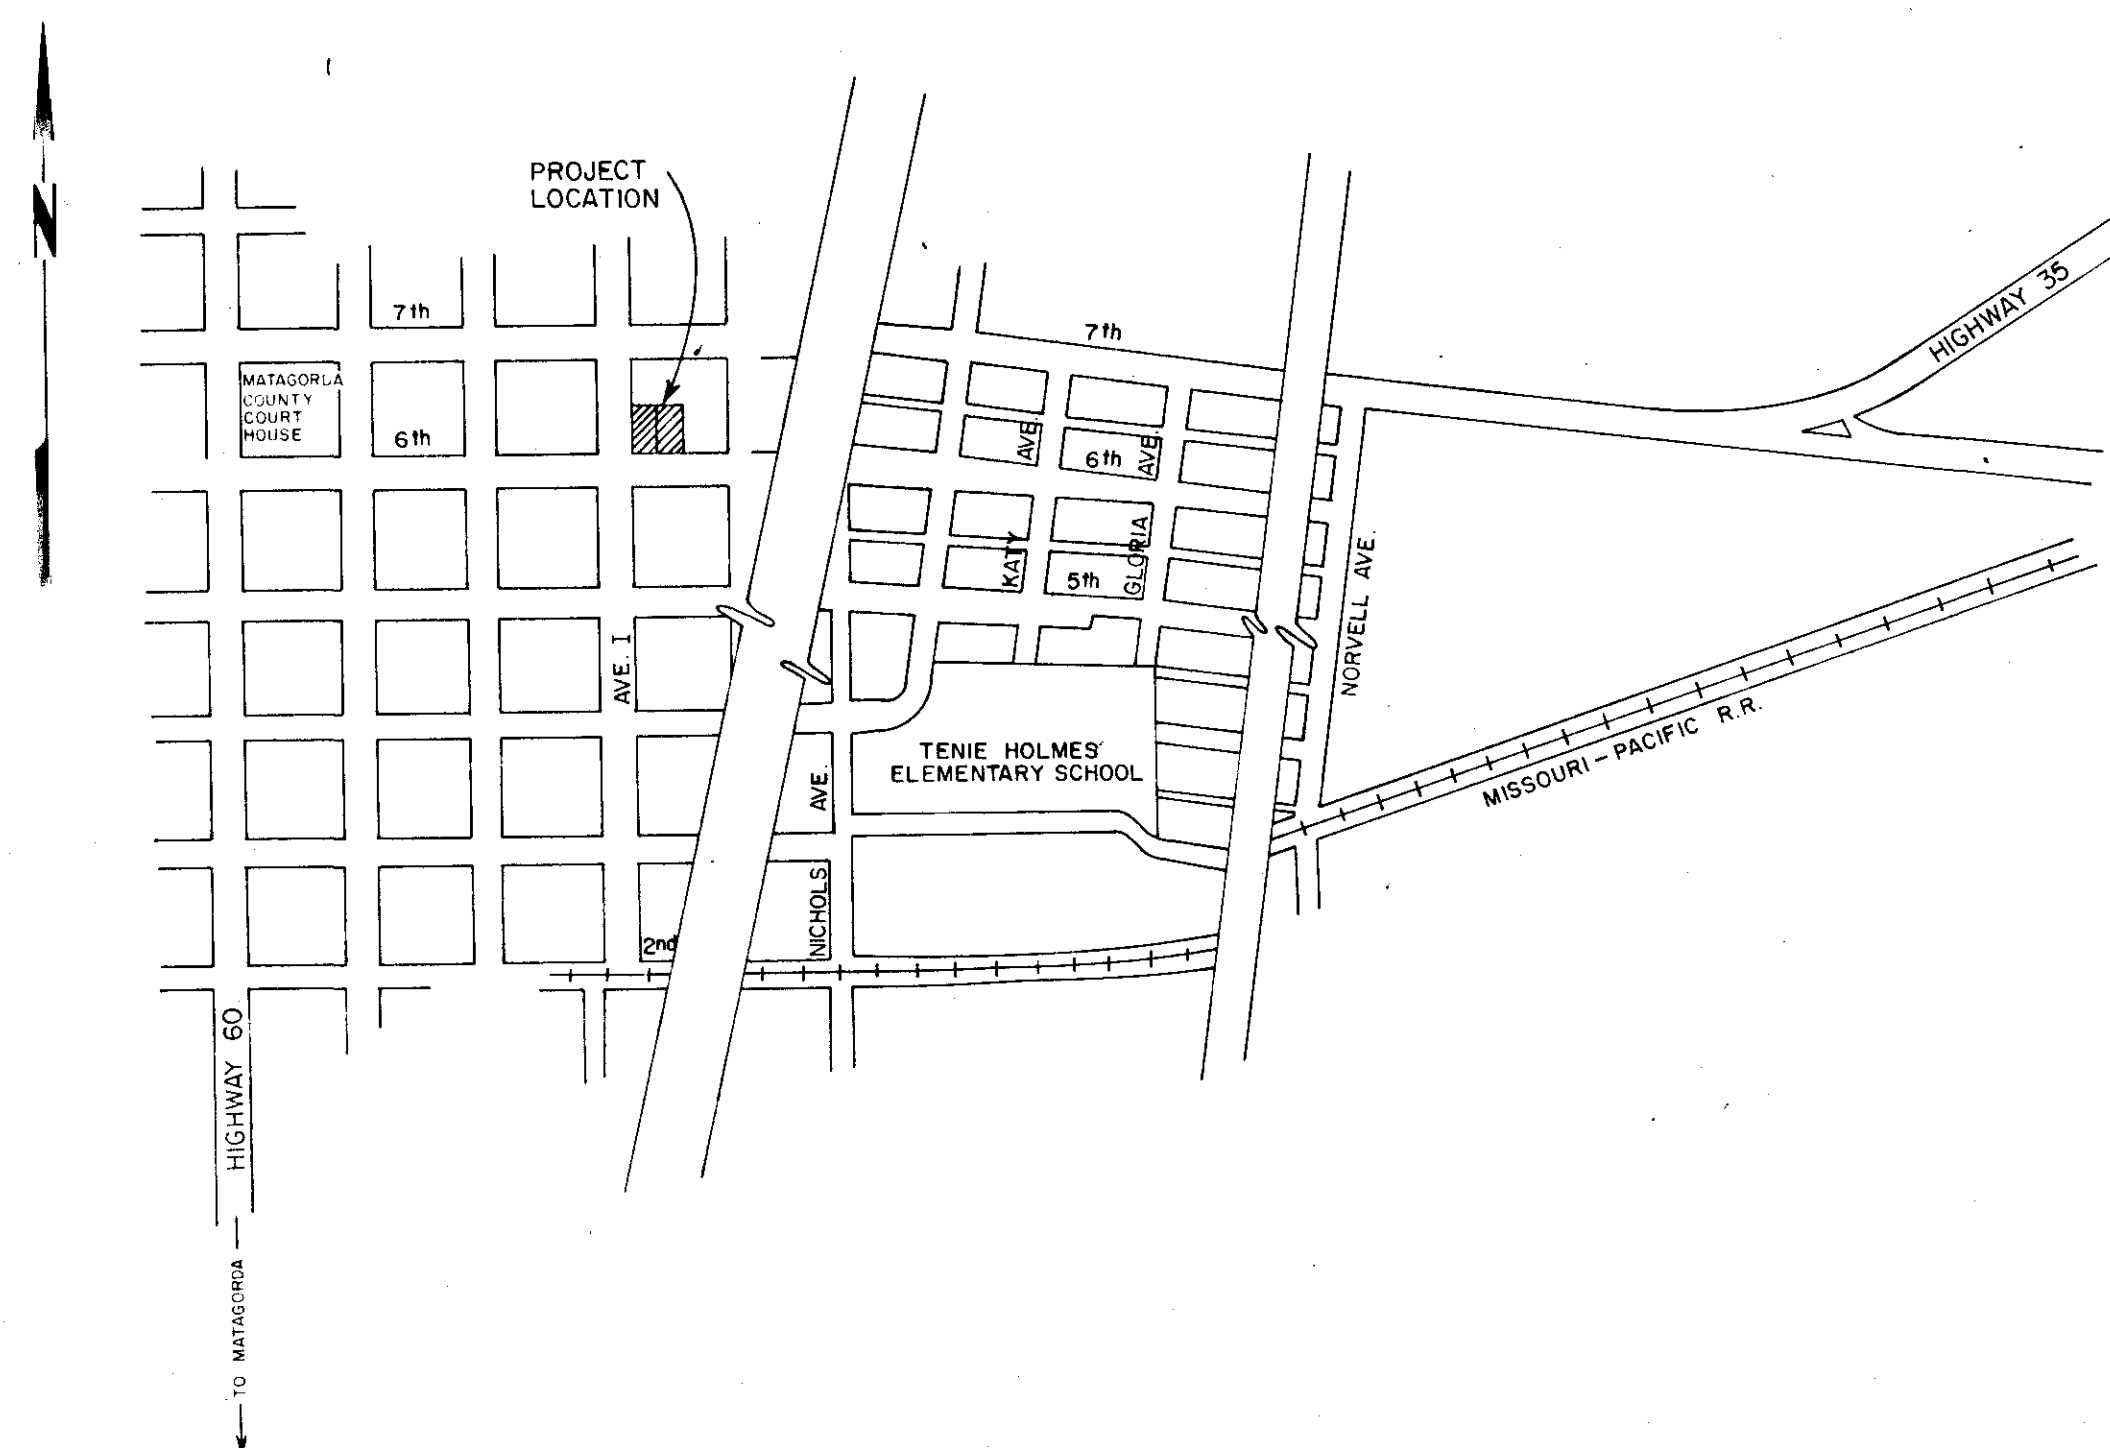 N
PROJECT
LOCATION
7th
7th
HIGHWAY 35
MATAGORDA
COUNTY
COURT
HOUSE
6th
6th
AVE.
AVE.
KATY
GLORIA
5th
NORVELL AVE.
AVE. I
TENIE HOLMES
ELEMENTARY SCHOOL
MISSOURI-PACIFIC R.R.
NICHOLS AVE.
2nd
HIGHWAY 60
TO MATAGORDA